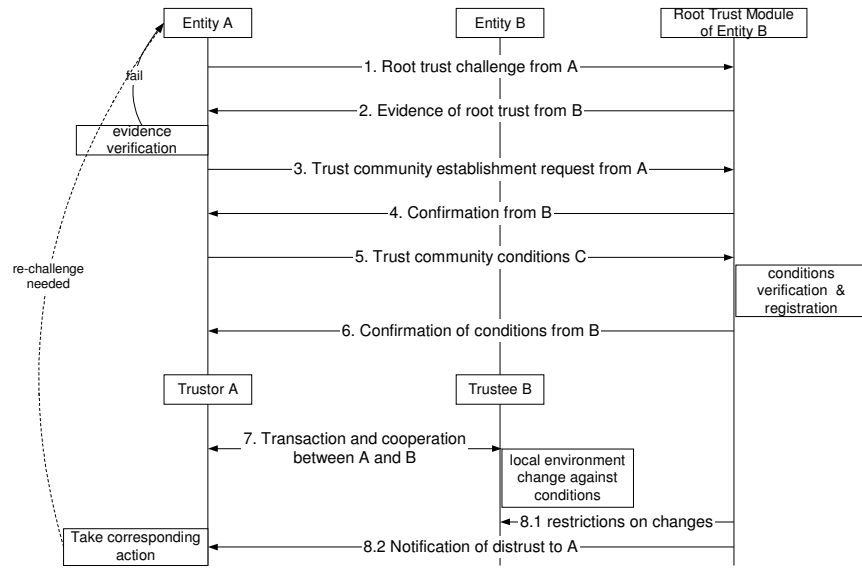 Entity A
Entity B
Root Trust Module
of Entity B
1. Root trust challenge from A
fail
2. Evidence of root trust from B
evidence
verification
3. Trust community establishment request from A
4. Confirmation from B
5. Trust community conditions C
re-challenge
needed
conditions
verification &
registration
6. Confirmation of conditions from B
Trustor A
Trustee B
7. Transaction and cooperation
between A and B
local environment
change against
conditions
8.1 restrictions on changes
Take corresponding
action
8.2 Notification of distrust to A